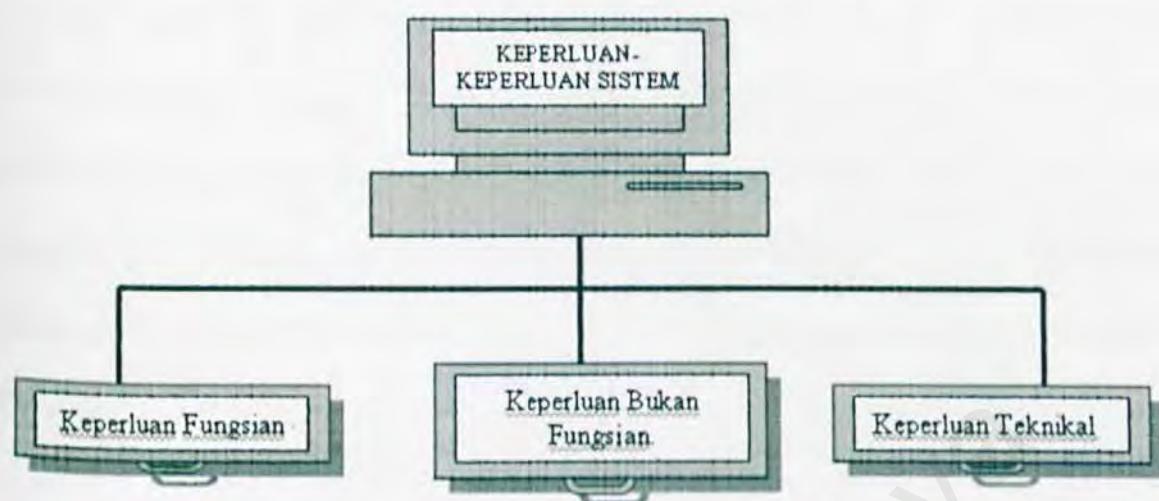 KEPERLUAN-
KEPERLUAN SISTEM
Keperluan Fungsian
Keperluan Bukan
Fungsian
Keperluan Teknikal